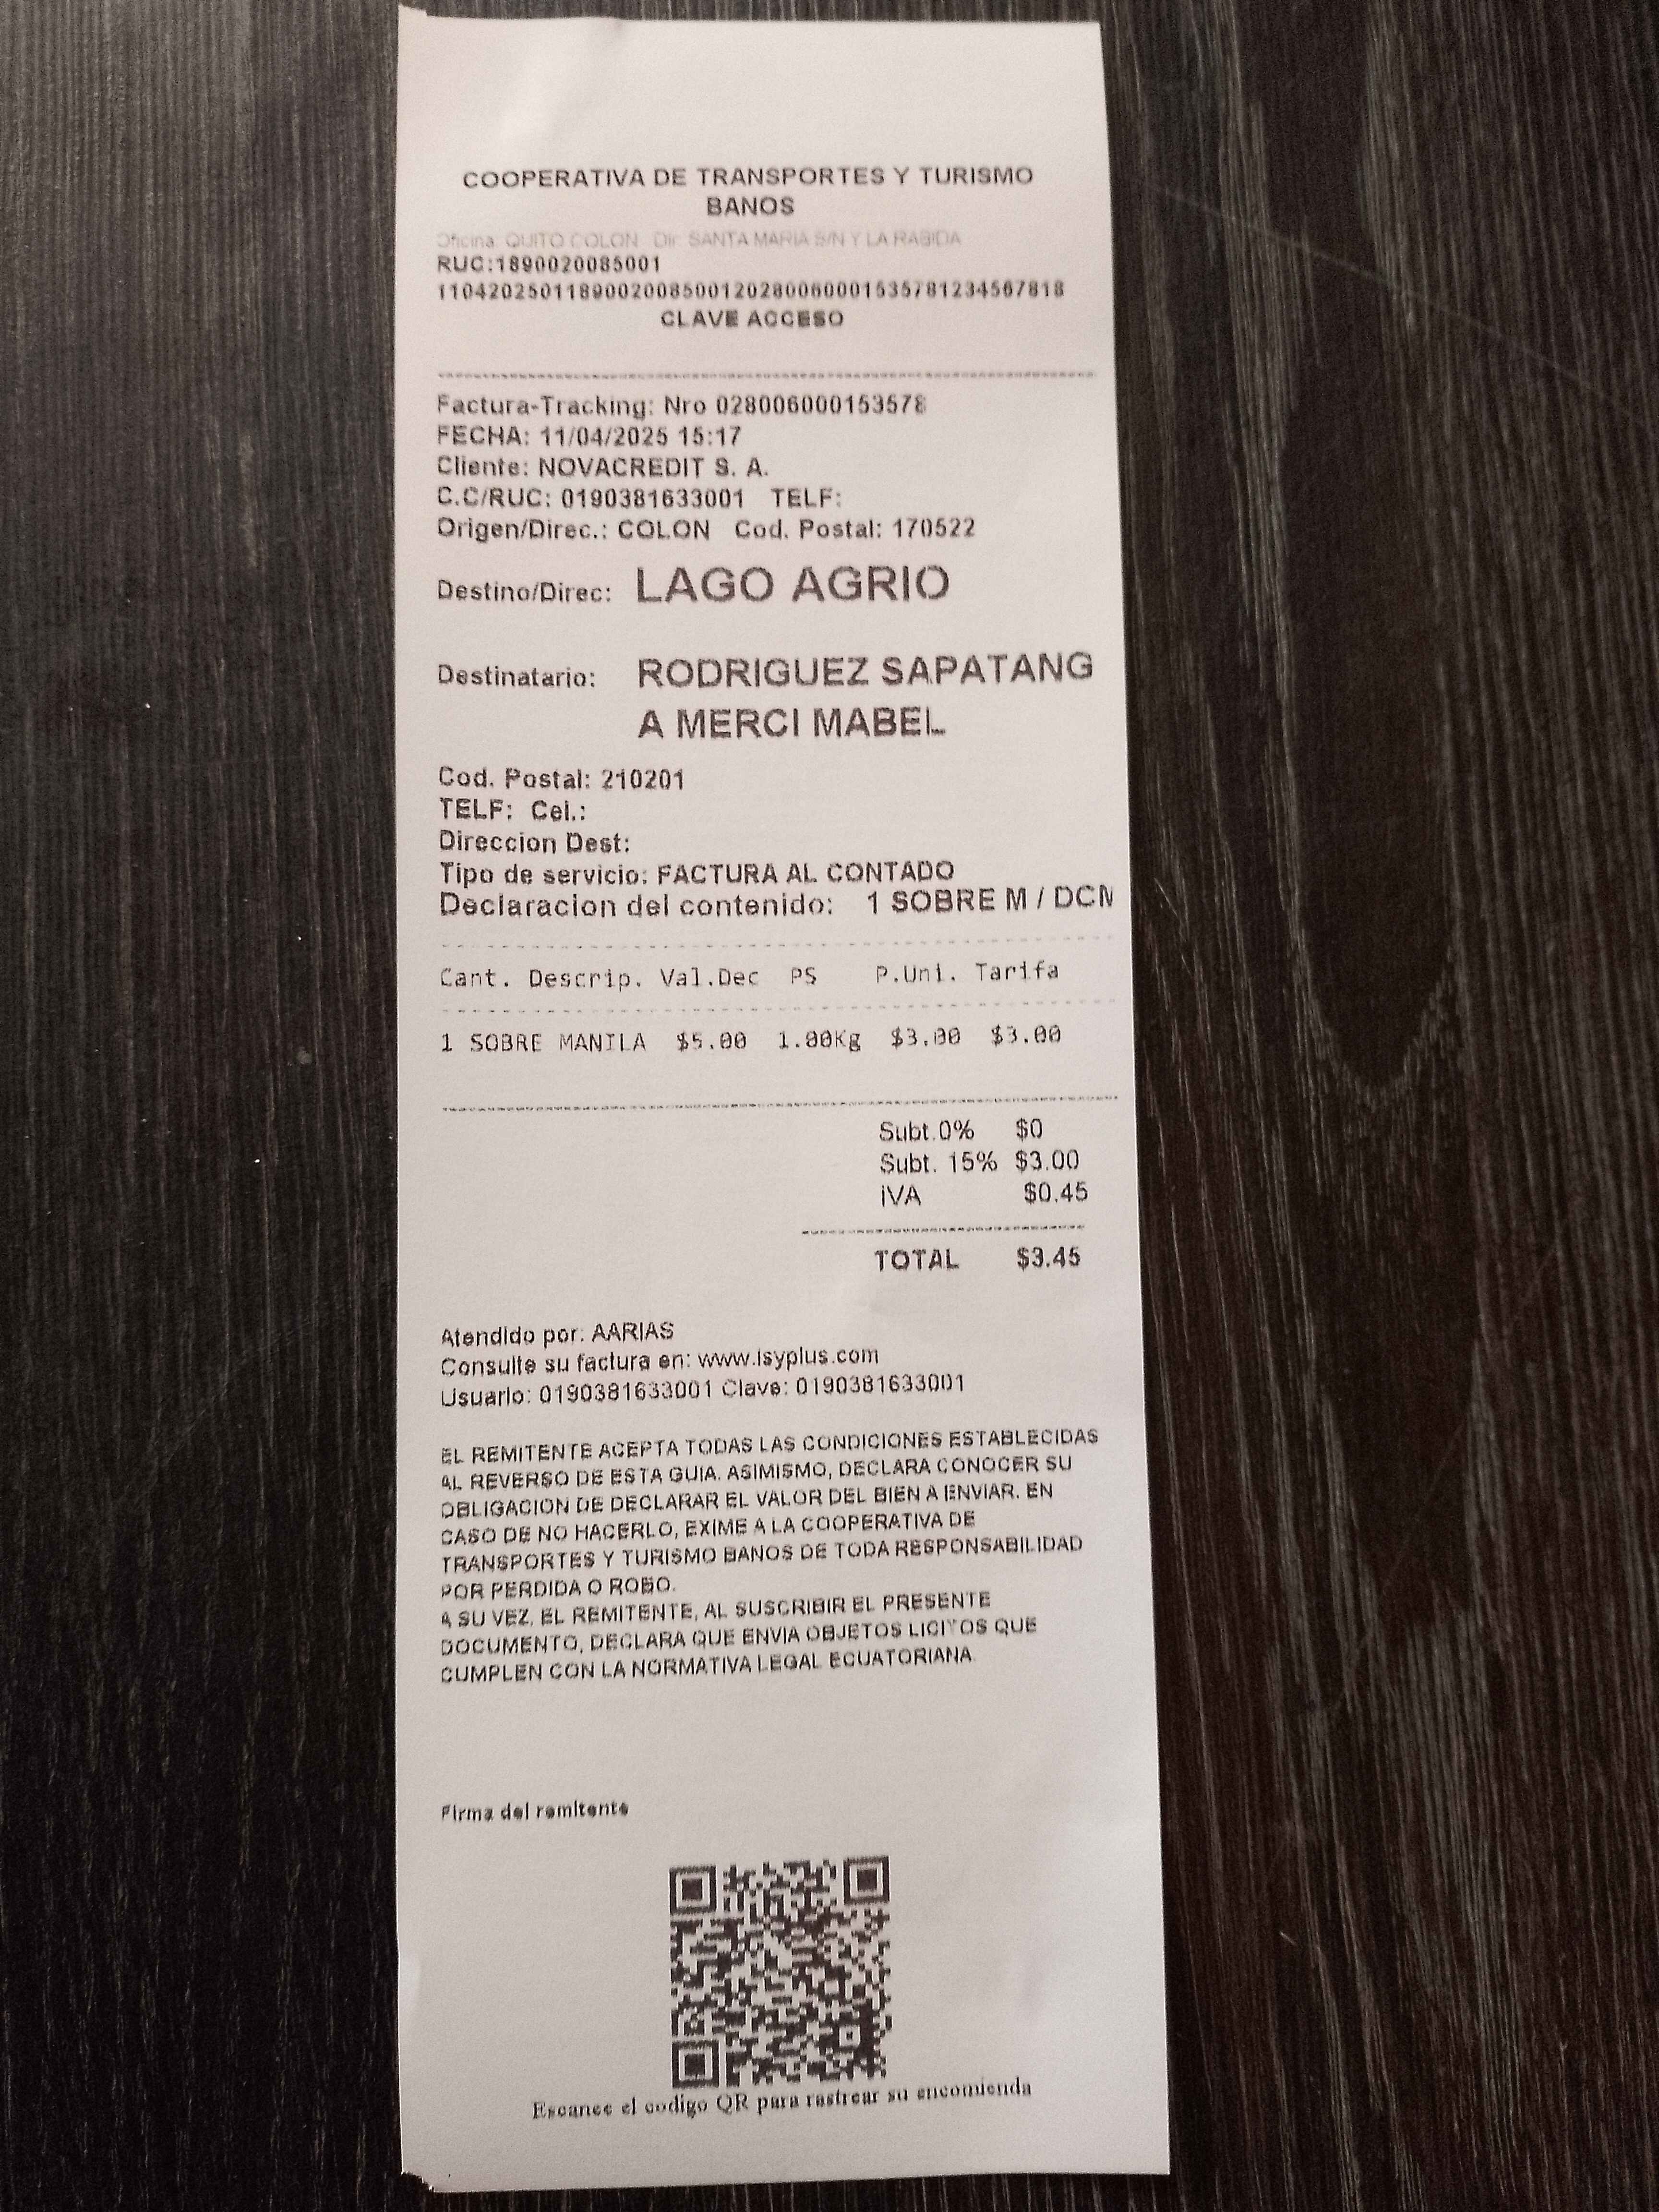 COOPERATIVA DE TRANSPORTES Y TURISMO
BANOS
Oficina: QUITO COLON Dir: SANTA MARIA S/N Y LA RABIDA
RUC:1890020085001
1104202501189002008500120280060001535781234567818
CLAVE ACCESO
Factura-Tracking: Nro 028006000153578
FECHA: 11/04/2025 15:17
Cliente: NOVACREDIT S. A.
C.C/RUC: 0190381633001 TELF:
Origen/Direc.: COLON Cod. Postal: 170522
Destino/Direc: LAGO AGRIO
Destinatario: RODRIGUEZ SAPATANG
A MERCI MABEL
Cod. Postal: 210201
TELF: Cel.:
Direccion Dest:
Tipo de servicio: FACTURA AL CONTADO
Declaracion del contenido: 1 SOBRE M / DCM
Cant. Descrip. Val.Dec PS P.Uni. Tarifa
1 SOBRE MANILA $5.00 1.00Kg $3.00 $3.00
Subt.0% $0
Subt. 15% $3.00
IVA $0.45
TOTAL $3.45
Atendido por: AARIAS
Consulte su factura en: www.isyplus.com
Usuario: 0190381633001 Clave: 0190381633001
EL REMITENTE ACEPTA TODAS LAS CONDICIONES ESTABLECIDAS
AL REVERSO DE ESTA GUIA. ASIMISMO, DECLARA CONOCER SU
OBLIGACION DE DECLARAR EL VALOR DEL BIEN A ENVIAR. EN
CASO DE NO HACERLO, EXIME A LA COOPERATIVA DE
TRANSPORTES Y TURISMO BANOS DE TODA RESPONSABILIDAD
POR PERDIDA O ROBO.
A SU VEZ, EL REMITENTE, AL SUSCRIBIR EL PRESENTE
DOCUMENTO, DECLARA QUE ENVIA OBJETOS LICITOS QUE
CUMPLEN CON LA NORMATIVA LEGAL ECUATORIANA.
Firma del remitente
Escanee el codigo QR para rastrear su encomienda